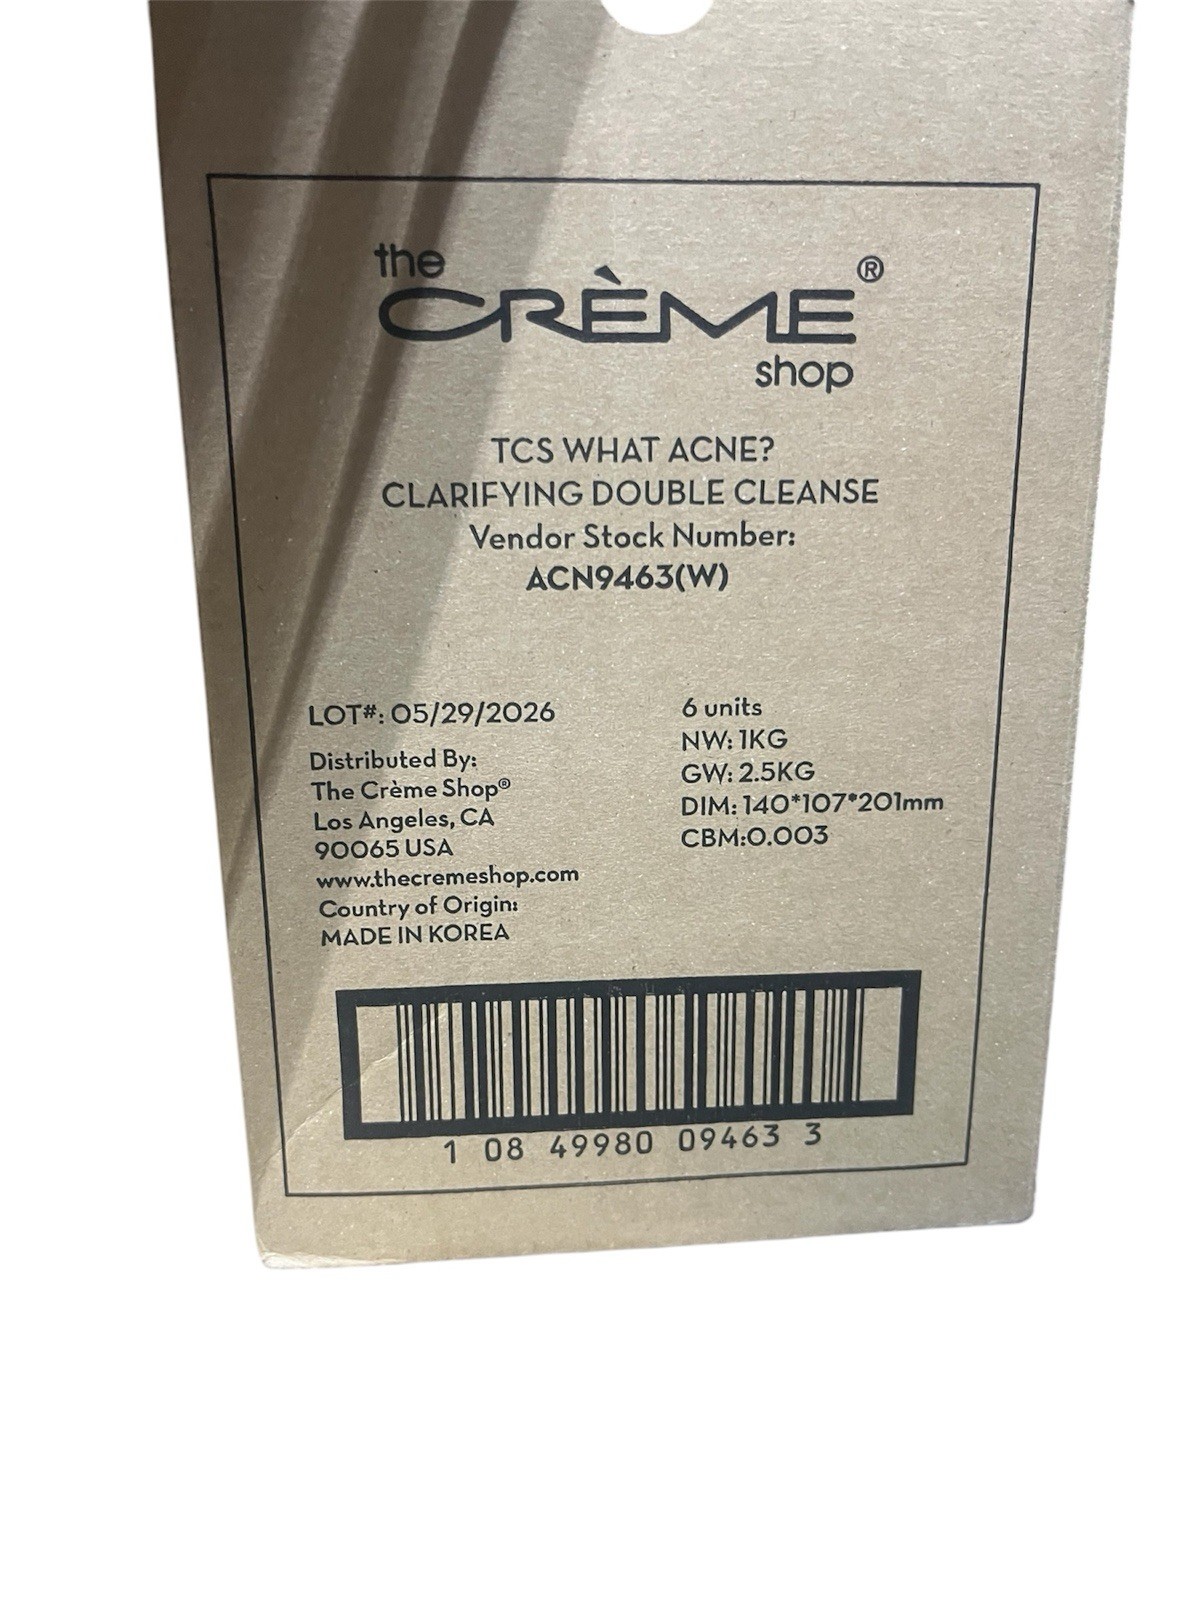 the
CRÈME®
shop
TCS WHAT ACNE?
CLARIFYING DOUBLE CLEANSE
Vendor Stock Number:
ACN9463(W)
LOT#: 05/29/2026
Distributed By:
The Crème Shop®
Los Angeles, CA
90065 USA
www.thecremeshop.com
Country of Origin:
MADE IN KOREA
6 units
NW: 1KG
GW: 2.5KG
DIM: 140*107*201mm
CBM:0.003
1 08 49980 09463 3